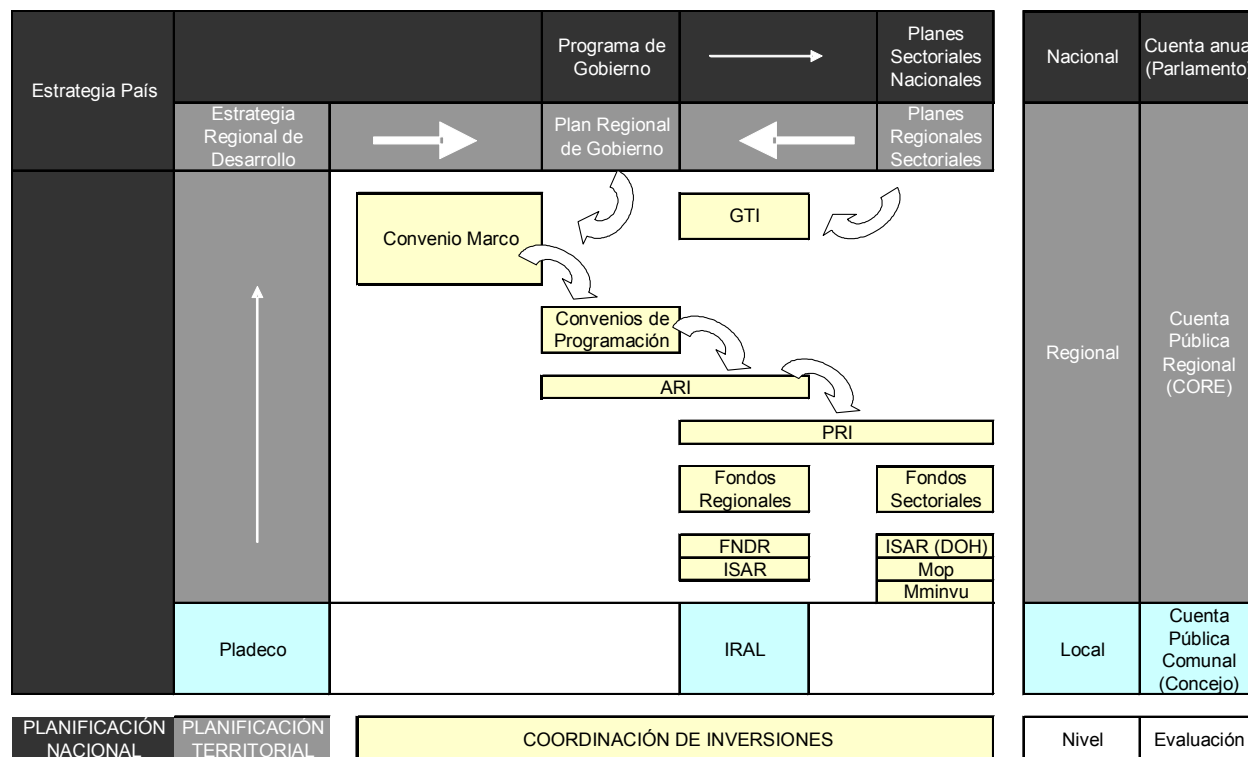 Estrategia País
Programa de
Gobierno
Planes
Sectoriales
Nacionales
Nacional
Cuenta anua
(Parlamento)
Estrategia
Regional de
Desarrollo
Plan Regional
de Gobierno
Planes
Regionales
Sectoriales
Convenio Marco
GTI
Convenios de
Programación
ARI
PRI
Fondos
Regionales
Fondos
Sectoriales
FNDR
ISAR
ISAR (DOH)
Mop
Mminvu
Regional
Cuenta
Pública
Regional
(CORE)
Pladeco
IRAL
Local
Cuenta
Pública
Comunal
(Concejo)
PLANIFICACIÓN
NACIONAL
PLANIFICACIÓN
TERRITORIAL
COORDINACIÓN DE INVERSIONES
Nivel
Evaluación